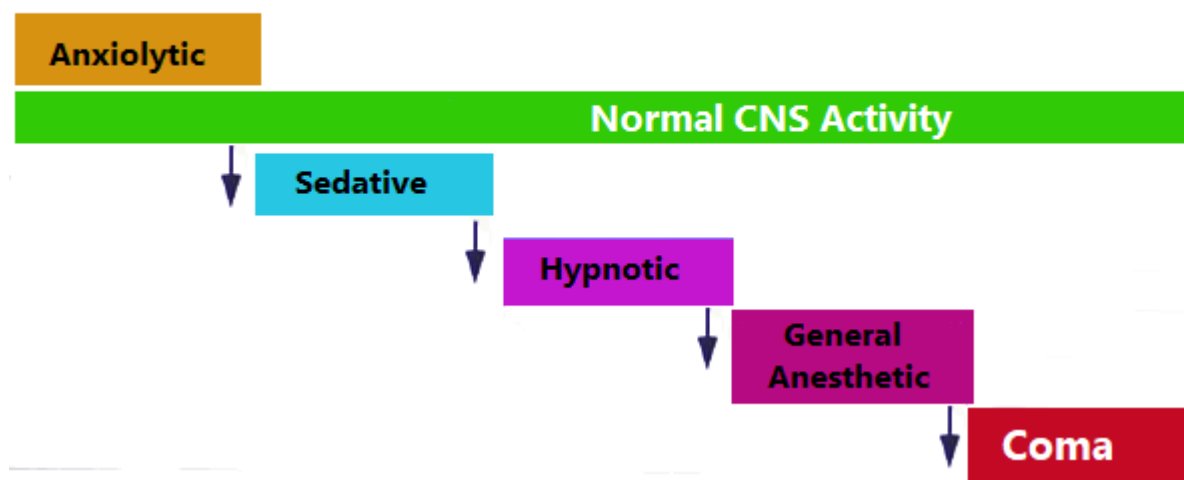 Anxiolytic
Normal CNS Activity
Sedative
Hypnotic
General
Anesthetic
Coma